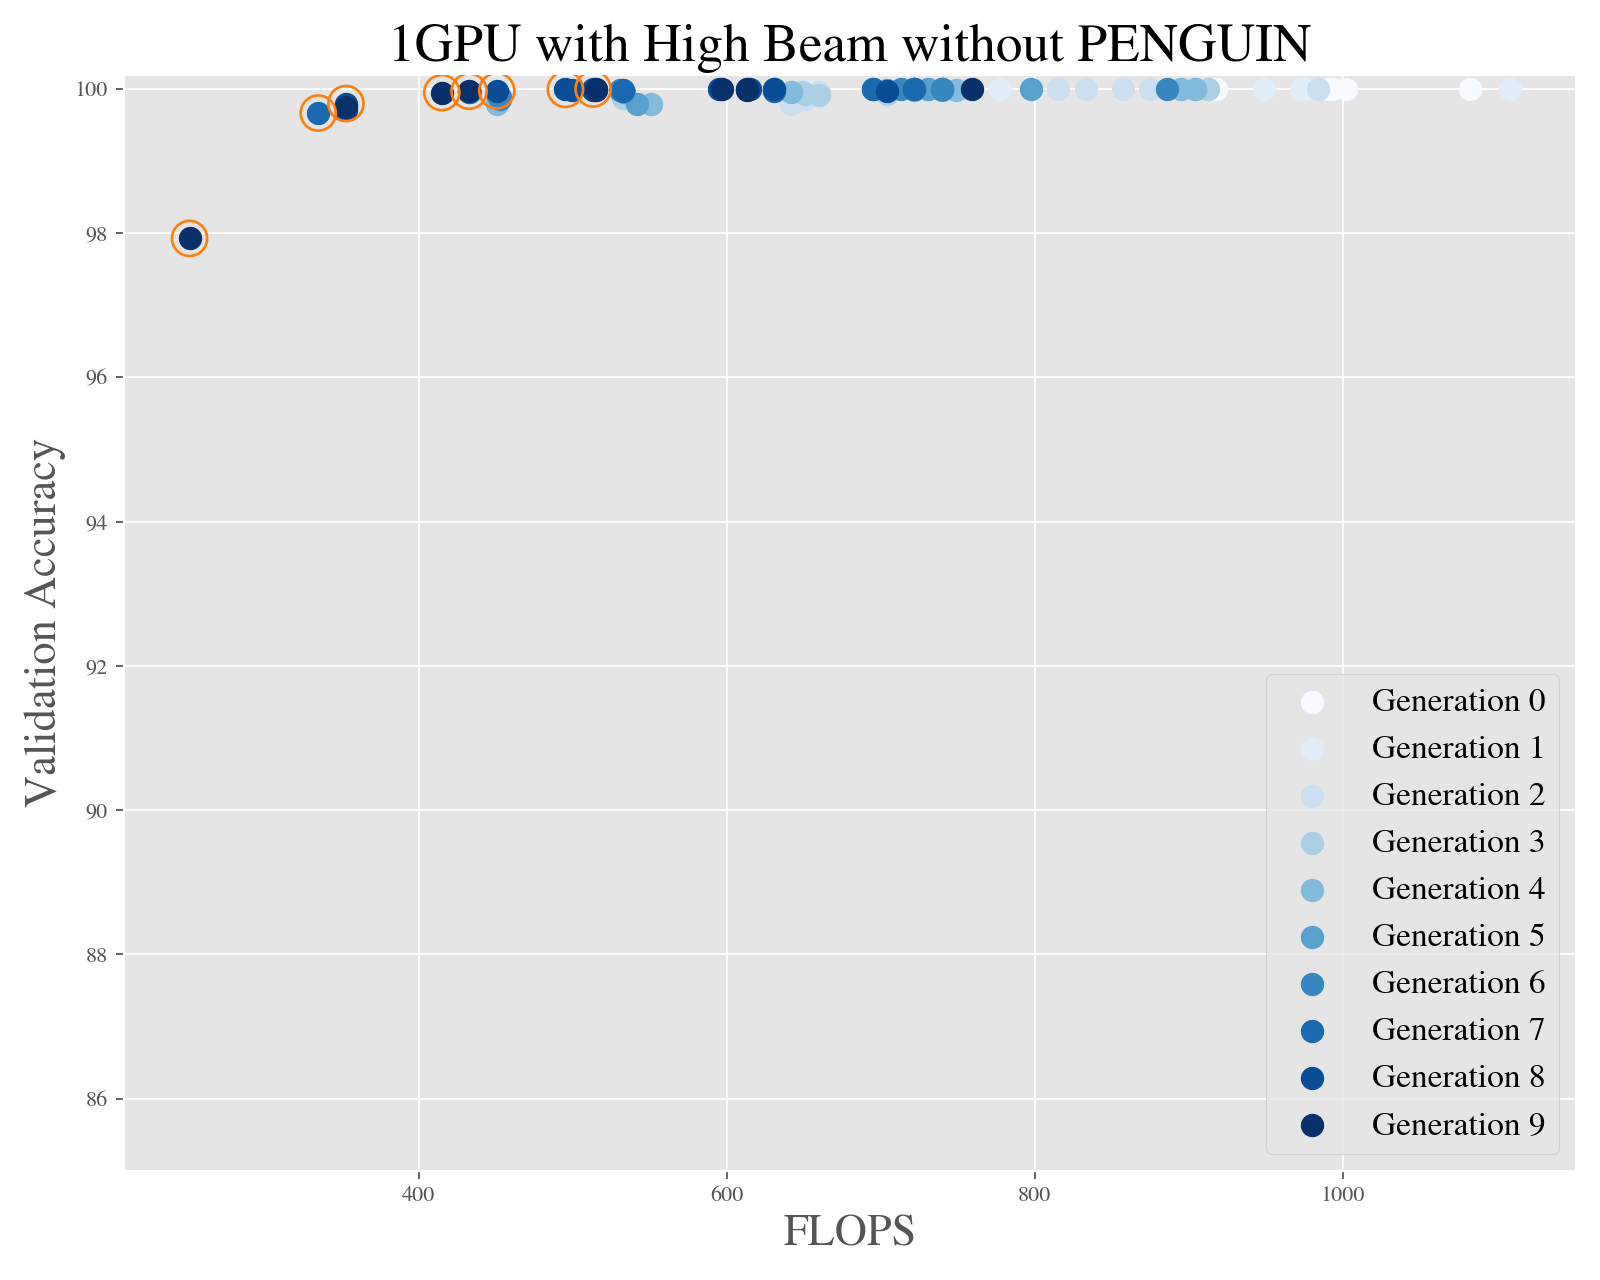 1GPU with High Beam without PENGUIN
100
98
96
94
92
90
88
86
Validation Accuracy
Generation 0
Generation 1
Generation 2
Generation 3
Generation 4
Generation 5
Generation 6
Generation 7
Generation 8
Generation 9
400 600 800 1000
FLOPS